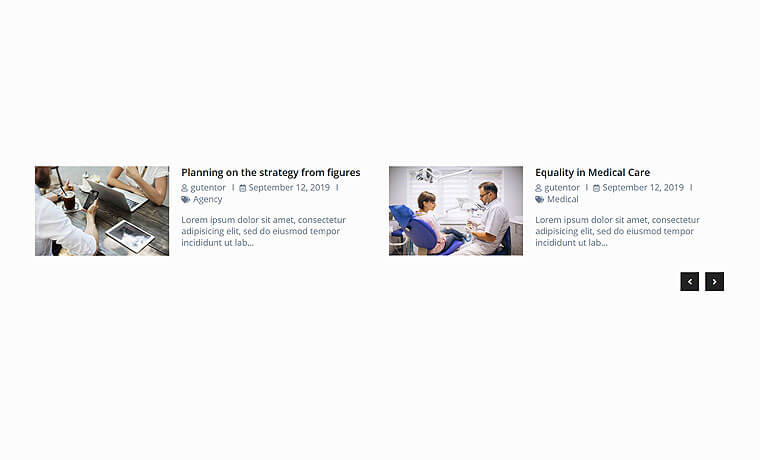 Planning on the strategy from figures
gutentor | September 12, 2019 |
Agency
Lorem ipsum dolor sit amet, consectetur
adipisicing elit, sed do eiusmod tempor
incididunt ut lab...
Equality in Medical Care
gutentor | September 12, 2019 |
Medical
Lorem ipsum dolor sit amet, consectetur
adipisicing elit, sed do eiusmod tempor
incididunt ut lab...